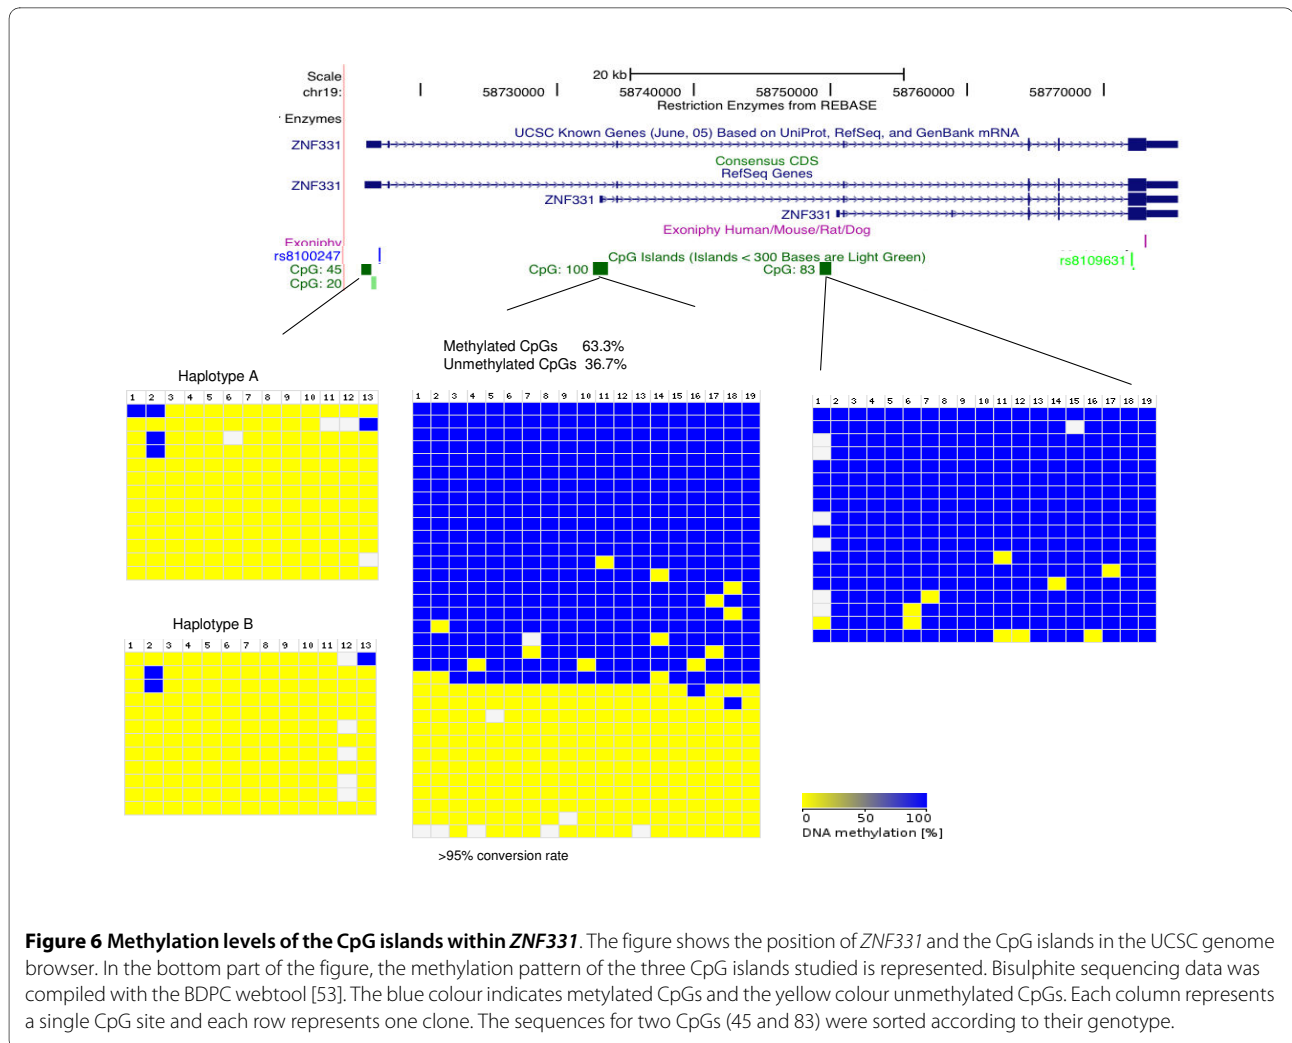 Scale
20 kb
chr19:
58730000
58740000
58750000
58760000
58770000
Restriction Enzymes from REBASE
Enzymes
UCSC Known Genes (June, 05) Based on UniProt, RefSeq, and GenBank mRNA
ZNF331
Consensus CDS
RefSeq Genes
ZNF331
ZNF331
ZNF331
Exoniphy Human/Mouse/Rat/Dog
Exoniphy
rs8100247
CpG Islands (Islands < 300 Bases are Light Green)
rs8109631
CpG: 45
CpG: 100
CpG: 83
CpG: 20
Methylated CpGs 63.3%
Unmethylated CpGs 36.7%
Haplotype A
1 2 3 4 5 6 7 8 9 10 11 12 13
1 2 3 4 5 6 7 8 9 10 11 12 13 14 15 16 17 18 19
1 2 3 4 5 6 7 8 9 10 11 12 13 14 15 16 17 18 19
Haplotype B
1 2 3 4 5 6 7 8 9 10 11 12 13
0 50 100
DNA methylation [%]
>95% conversion rate
Figure 6 Methylation levels of the CpG islands within ZNF331. The figure shows the position of ZNF331 and the CpG islands in the UCSC genome
browser. In the bottom part of the figure, the methylation pattern of the three CpG islands studied is represented. Bisulphite sequencing data was
compiled with the BDPC webtool [53]. The blue colour indicates metylated CpGs and the yellow colour unmethylated CpGs. Each column represents
a single CpG site and each row represents one clone. The sequences for two CpGs (45 and 83) were sorted according to their genotype.